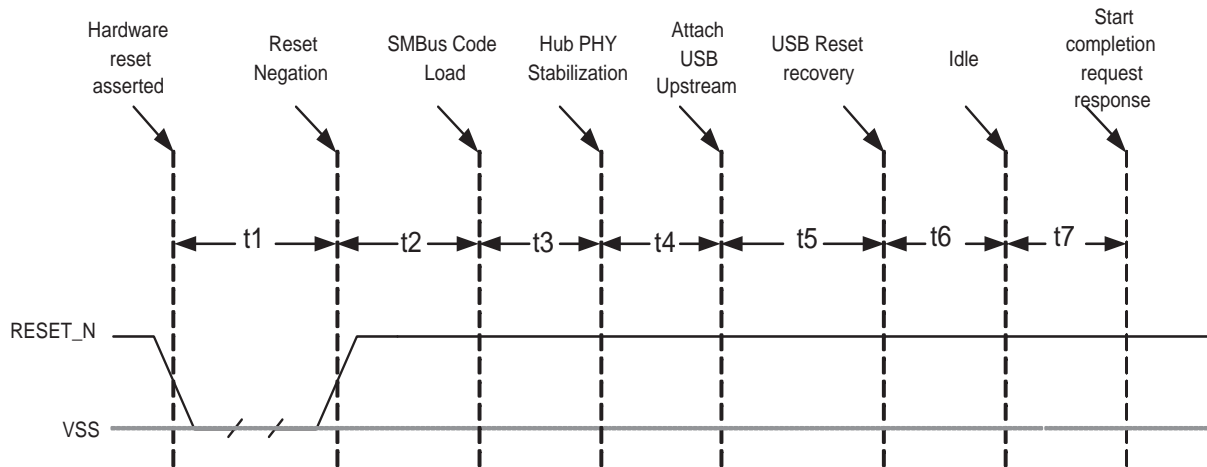 Hardware
reset
asserted
Reset
Negation
SMBus Code
Load
Hub PHY
Stabilization
Attach
USB
Upstream
USB Reset
recovery
Idle
Start
completion
request
response
t1
t2
t3
t4
t5
t6
t7
RESET_N
VSS